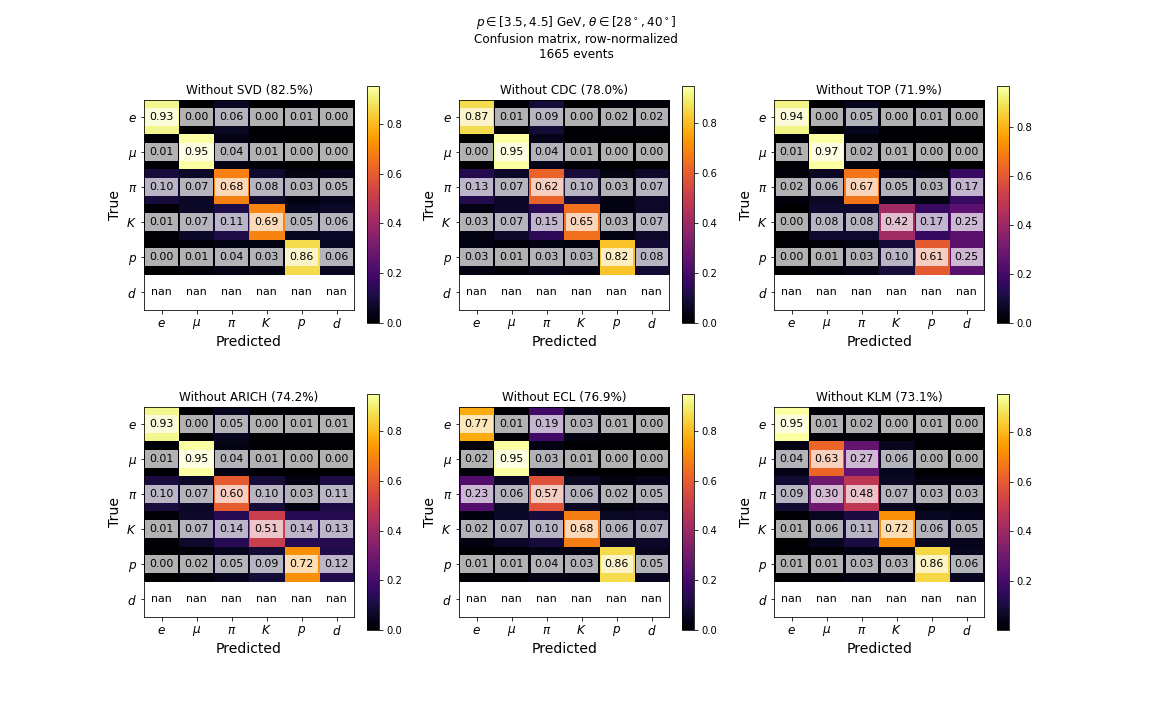 p ∈ [3.5, 4.5] GeV, θ ∈ [28°, 40°]
Confusion matrix, row-normalized
1665 events
Without SVD (82.5%)
True
e 0.93 0.00 0.06 0.00 0.01 0.00
μ 0.01 0.95 0.04 0.01 0.00 0.00
π 0.10 0.07 0.68 0.08 0.03 0.05
K 0.01 0.07 0.11 0.69 0.05 0.06
p 0.00 0.01 0.04 0.03 0.86 0.06
d nan nan nan nan nan nan
e μ π K p d
Predicted
0.8
0.6
0.4
0.2
0.0
Without CDC (78.0%)
True
e 0.87 0.01 0.09 0.00 0.02 0.02
μ 0.00 0.95 0.04 0.01 0.00 0.00
π 0.13 0.07 0.62 0.10 0.03 0.07
K 0.03 0.07 0.15 0.65 0.03 0.07
p 0.03 0.01 0.03 0.03 0.82 0.08
d nan nan nan nan nan nan
e μ π K p d
Predicted
0.8
0.6
0.4
0.2
0.0
Without TOP (71.9%)
True
e 0.94 0.00 0.05 0.00 0.01 0.00
μ 0.01 0.97 0.02 0.01 0.00 0.00
π 0.02 0.06 0.67 0.05 0.03 0.17
K 0.00 0.08 0.08 0.42 0.17 0.25
p 0.00 0.01 0.03 0.10 0.61 0.25
d nan nan nan nan nan nan
e μ π K p d
Predicted
0.8
0.6
0.4
0.2
0.0
Without ARICH (74.2%)
True
e 0.93 0.00 0.05 0.00 0.01 0.01
μ 0.01 0.95 0.04 0.01 0.00 0.00
π 0.10 0.07 0.60 0.10 0.03 0.11
K 0.01 0.07 0.14 0.51 0.14 0.13
p 0.00 0.02 0.05 0.09 0.72 0.12
d nan nan nan nan nan nan
e μ π K p d
Predicted
0.8
0.6
0.4
0.2
0.0
Without ECL (76.9%)
True
e 0.77 0.01 0.19 0.03 0.01 0.00
μ 0.02 0.95 0.03 0.01 0.00 0.00
π 0.23 0.06 0.57 0.06 0.02 0.05
K 0.02 0.07 0.10 0.68 0.06 0.07
p 0.01 0.01 0.04 0.03 0.86 0.05
d nan nan nan nan nan nan
e μ π K p d
Predicted
0.8
0.6
0.4
0.2
0.0
Without KLM (73.1%)
True
e 0.95 0.01 0.02 0.00 0.01 0.00
μ 0.04 0.63 0.27 0.06 0.00 0.00
π 0.09 0.30 0.48 0.07 0.03 0.03
K 0.01 0.06 0.11 0.72 0.06 0.05
p 0.01 0.01 0.03 0.03 0.86 0.06
d nan nan nan nan nan nan
e μ π K p d
Predicted
0.8
0.6
0.4
0.2